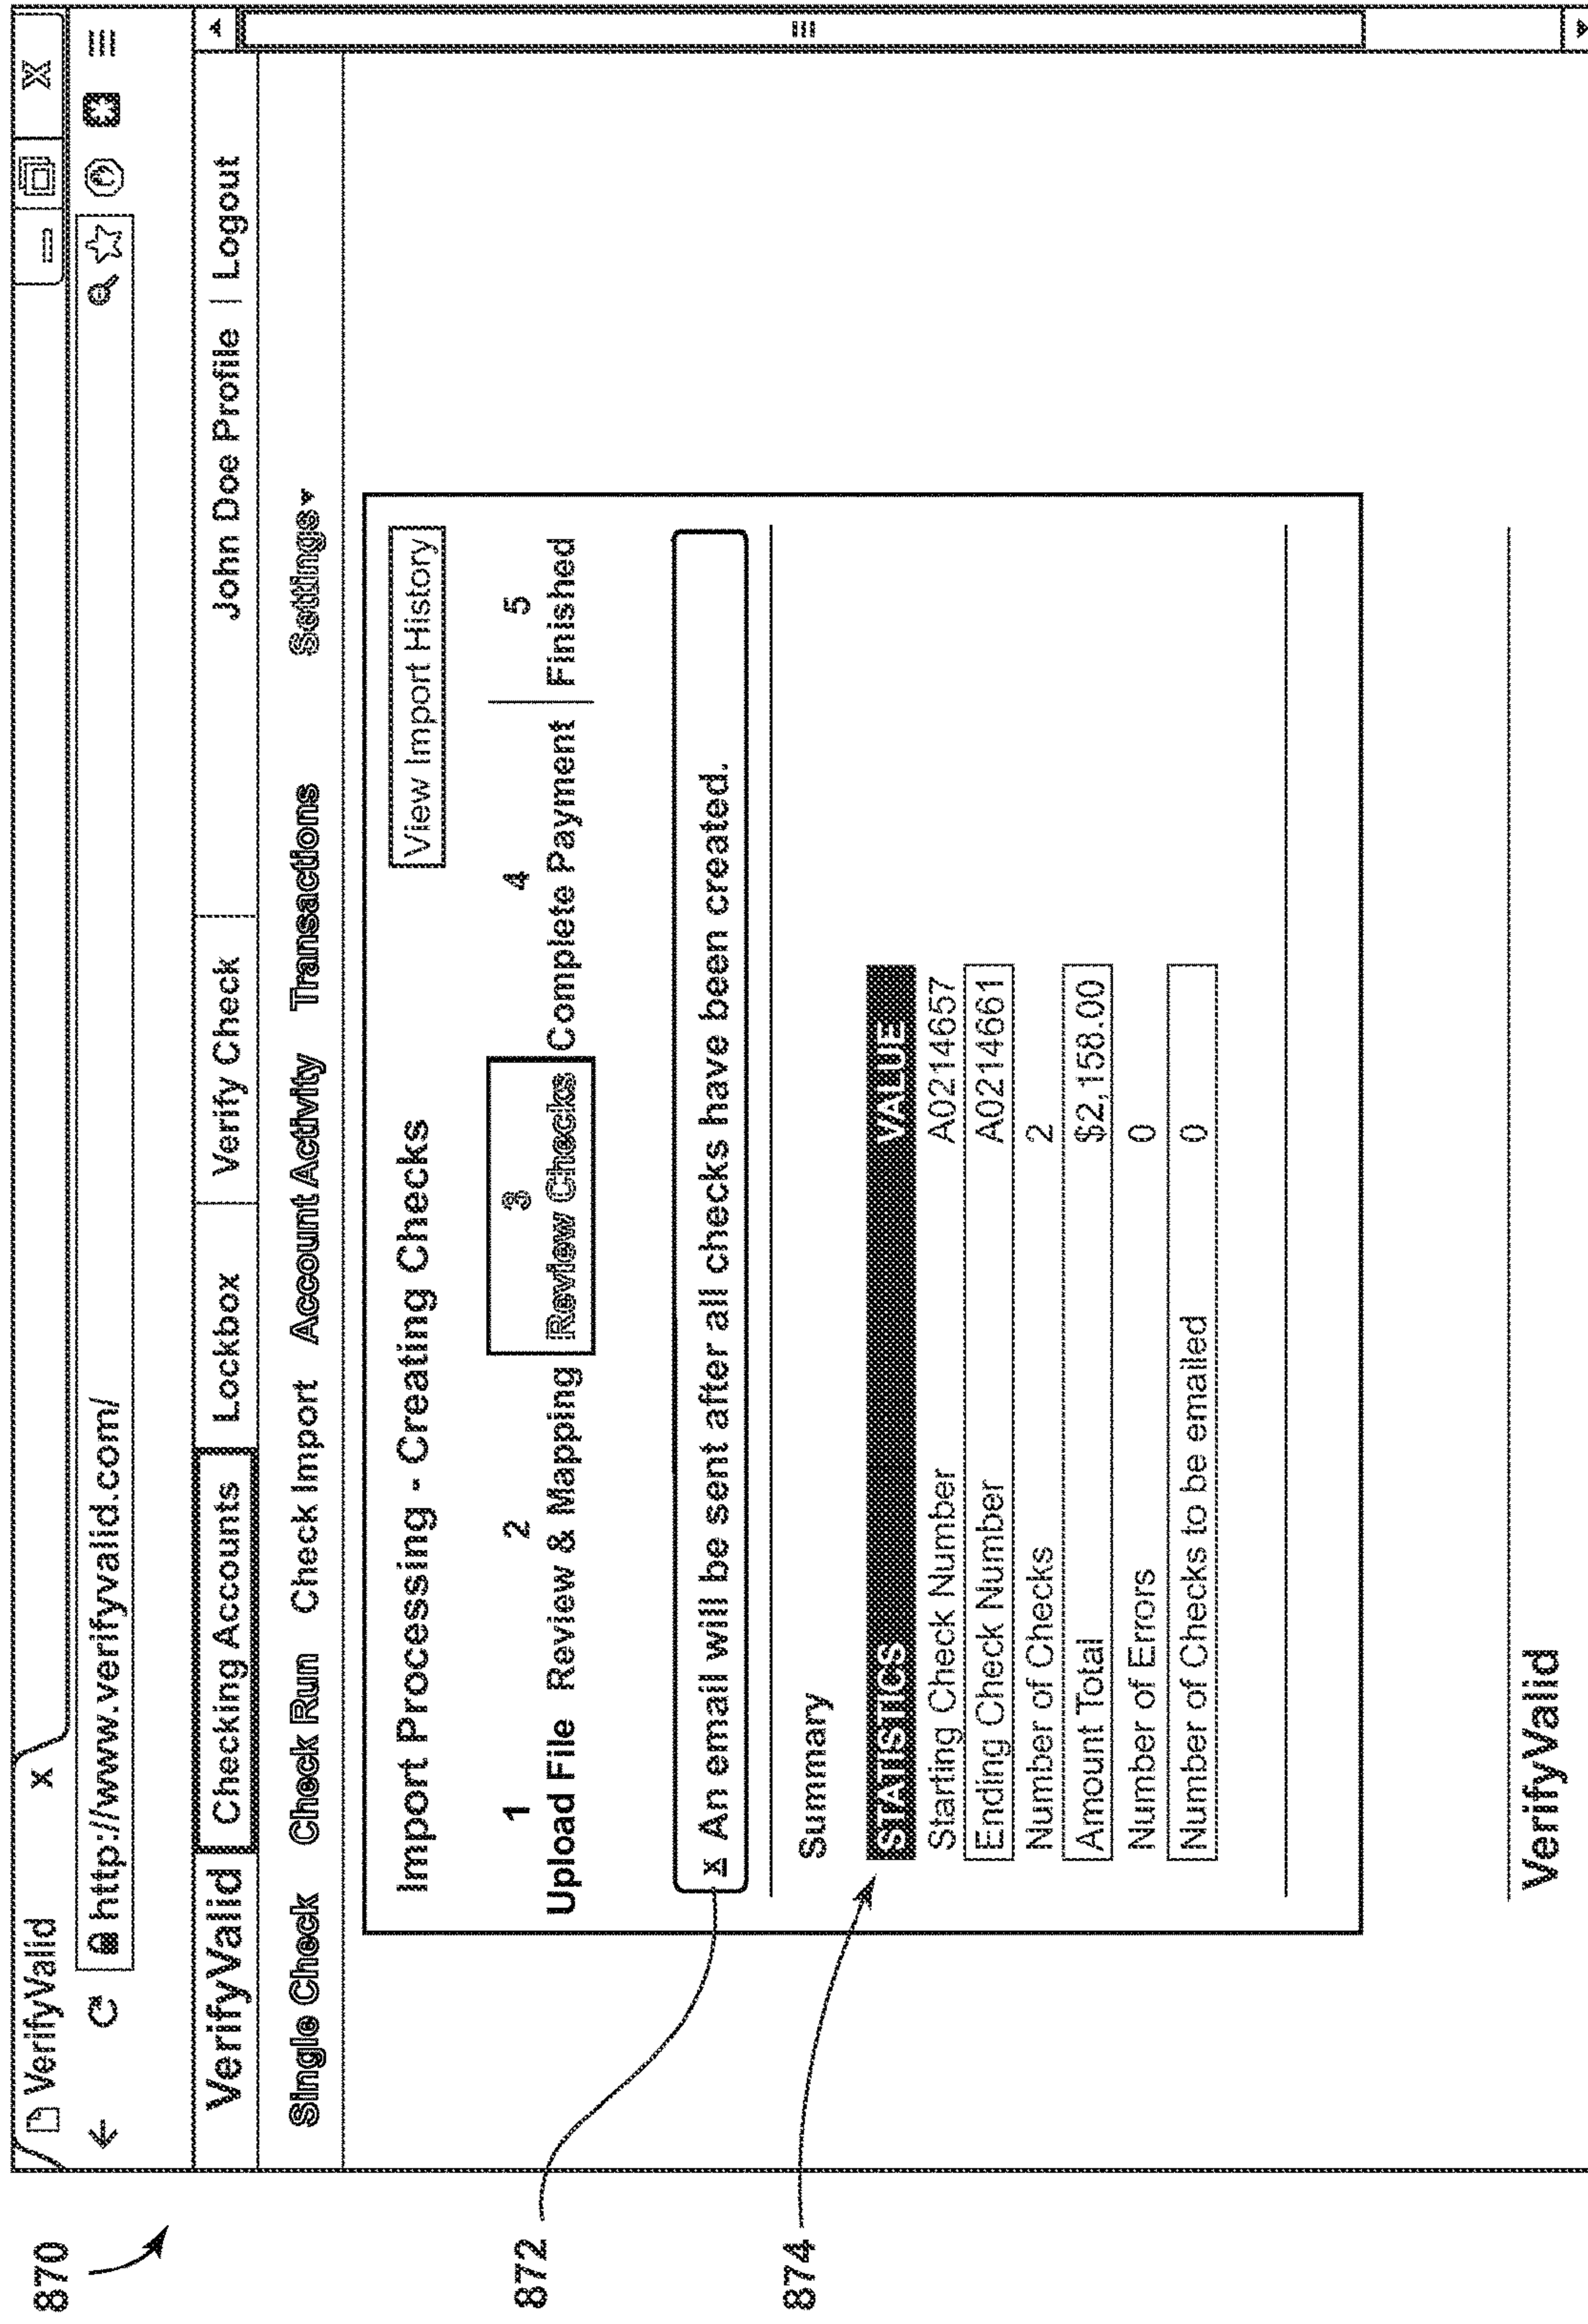 870
VerifyValid x
http://www.verifyvalid.com/
VerifyValid Checking Accounts Lockbox Verify Check John Doe Profile | Logout
Single Check Check Run Check Import Account Activity Transactions Settings
Import Processing - Creating Checks
View Import History
1 2 3 4 5
Upload File Review & Mapping Review Checks Complete Payment Finished
872
x An email will be sent after all checks have been created.
Summary
874
STATISTICS VALUE
Starting Check Number A0214657
Ending Check Number A0214661
Number of Checks 2
Amount Total $2,158.00
Number of Errors 0
Number of Checks to be emailed 0
VerifyValid